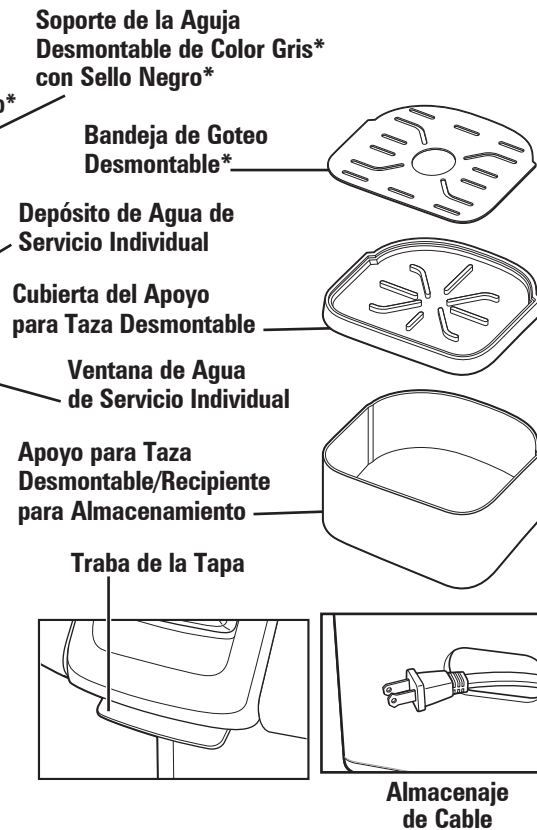 Soporte de la Aguja
Desmontable de Color Gris*
con Sello Negro*
Bandeja de Goteo
Desmontable*
Depósito de Agua de
Servicio Individual
Cubierta del Apoyo
para Taza Desmontable
Ventana de Agua
de Servicio Individual
Apoyo para Taza
Desmontable/Recipiente
para Almacenamiento
Traba de la Tapa
Almacenaje
de Cable